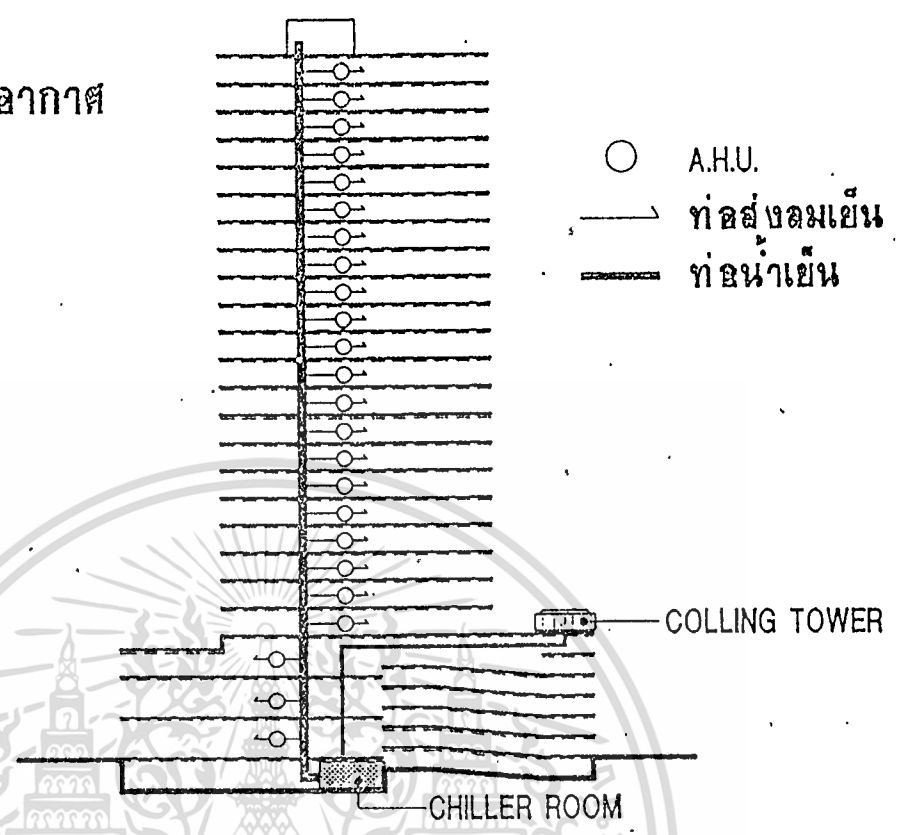 อากาศ
A.H.U.
ท่อส่งลมเย็น
ท่อน้ำเย็น
COLLING TOWER
CHILLER ROOM